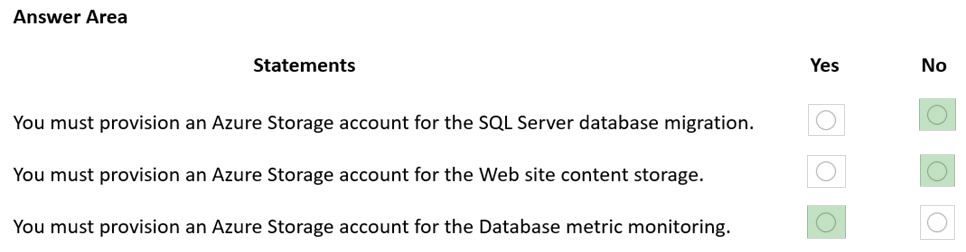 Answer Area
Statements Yes No
You must provision an Azure Storage account for the SQL Server database migration.
You must provision an Azure Storage account for the Web site content storage.
You must provision an Azure Storage account for the Database metric monitoring.